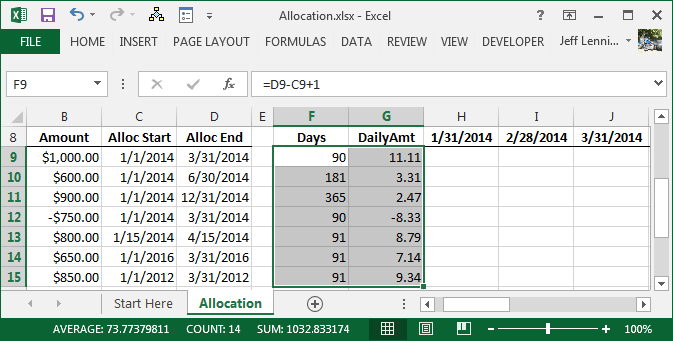 Allocation.xlsx - Excel
FILE HOME INSERT PAGE LAYOUT FORMULAS DATA REVIEW VIEW DEVELOPER Jeff Lenni...
F9 fx =D9-C9+1
B C D E F G H I J
8 Amount Alloc Start Alloc End Days DailyAmt 1/31/2014 2/28/2014 3/31/2014
9 $1,000.00 1/1/2014 3/31/2014 90 11.11
10 $600.00 1/1/2014 6/30/2014 181 3.31
11 $900.00 1/1/2014 12/31/2014 365 2.47
12 -$750.00 1/1/2014 3/31/2014 90 -8.33
13 $800.00 1/15/2014 4/15/2014 91 8.79
14 $650.00 1/1/2016 3/31/2016 91 7.14
15 $850.00 1/1/2012 3/31/2012 91 9.34
Start Here Allocation
AVERAGE: 73.77379811 COUNT: 14 SUM: 1032.833174 100%